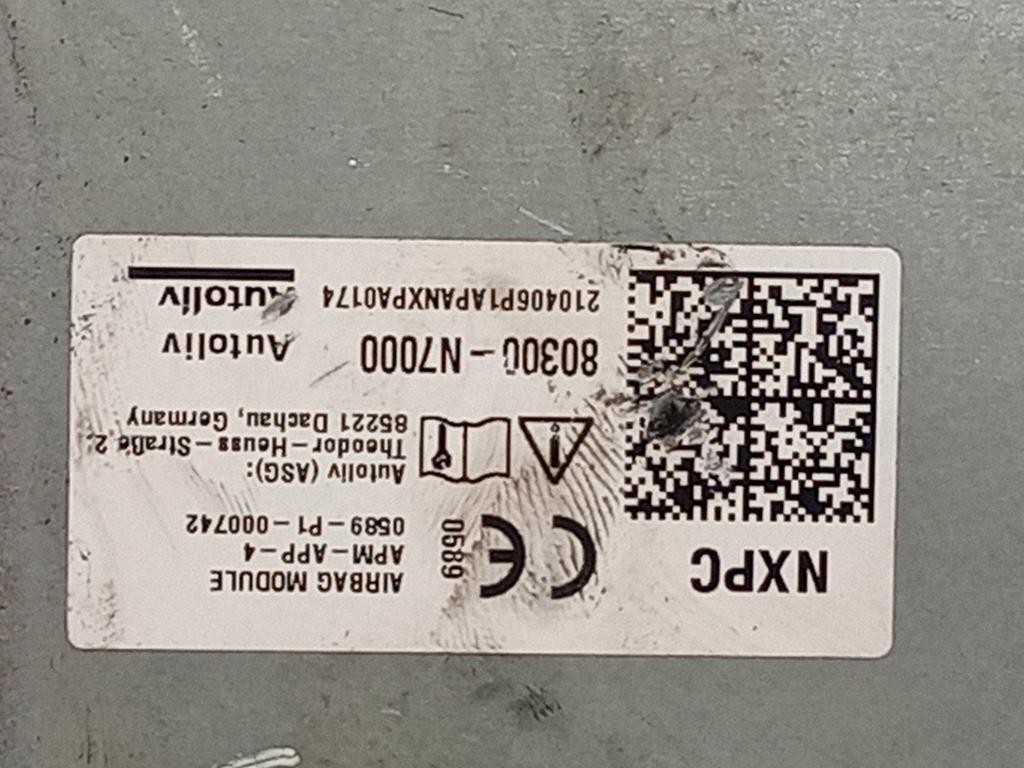 NXPC
AIRBAG MODULE
APM-APP-4
0589-P1-000742
0589
Autoliv (ASG):
Theodor-Heuss-Straße 2,
85221 Dachau, Germany
80300-N7000
Autoliv
210406P1APANXPA0174
Autoliv